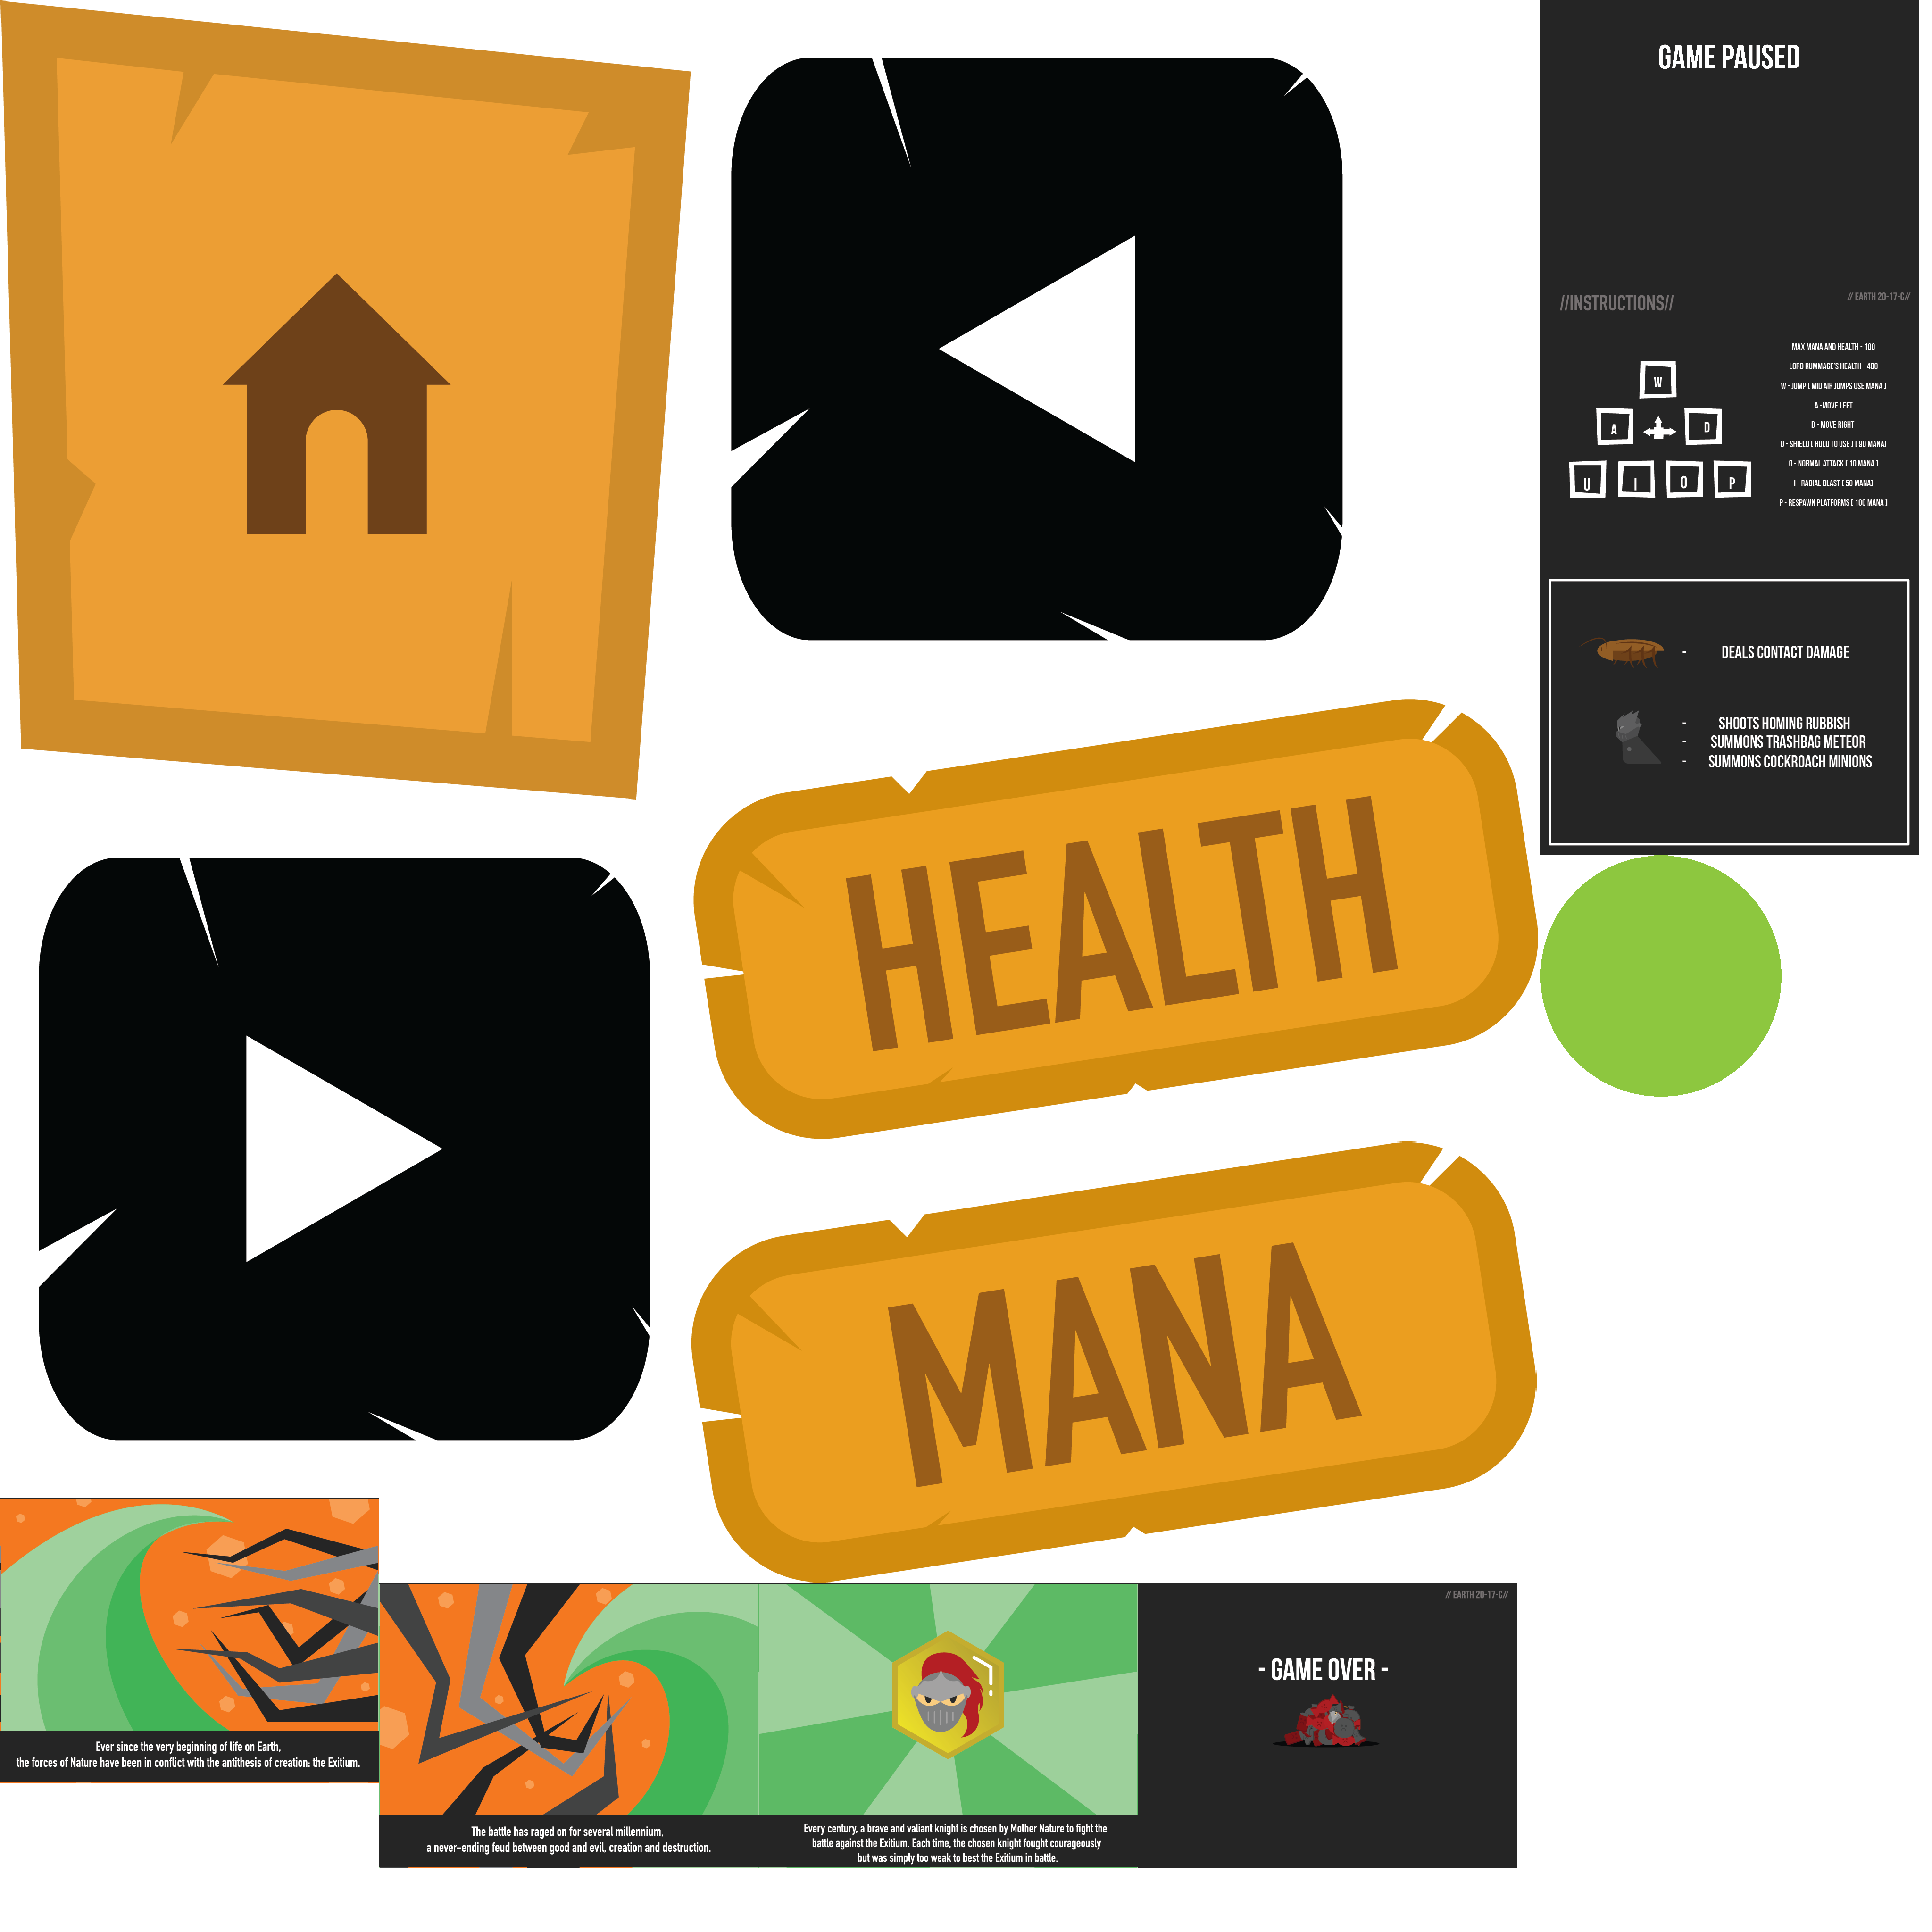 GAME PAUSED
//INSTRUCTIONS//
// EARTH 20-17-C//
MAX MANA AND HEALTH - 100
LORD RUMMAGE'S HEALTH - 400
W - JUMP [ MID AIR JUMPS USE MANA ]
A -MOVE LEFT
D - MOVE RIGHT
U - SHIELD [ HOLD TO USE ] [ 90 MANA]
O - NORMAL ATTACK [ 10 MANA ]
I - RADIAL BLAST [ 50 MANA]
P - RESPAWN PLATFORMS [ 100 MANA ]
W
A D
U I O P
- DEALS CONTACT DAMAGE
- SHOOTS HOMING RUBBISH
- SUMMONS TRASHBAG METEOR
- SUMMONS COCKROACH MINIONS
HEALTH
MANA
Ever since the very beginning of life on Earth,
the forces of Nature have been in conflict with the antithesis of creation: the Exitium.
The battle has raged on for several millennium,
a never-ending feud between good and evil, creation and destruction.
Every century, a brave and valiant knight is chosen by Mother Nature to fight the
battle against the Exitium. Each time, the chosen knight fought courageously
but was simply too weak to best the Exitium in battle.
// EARTH 20-17-C//
- GAME OVER -